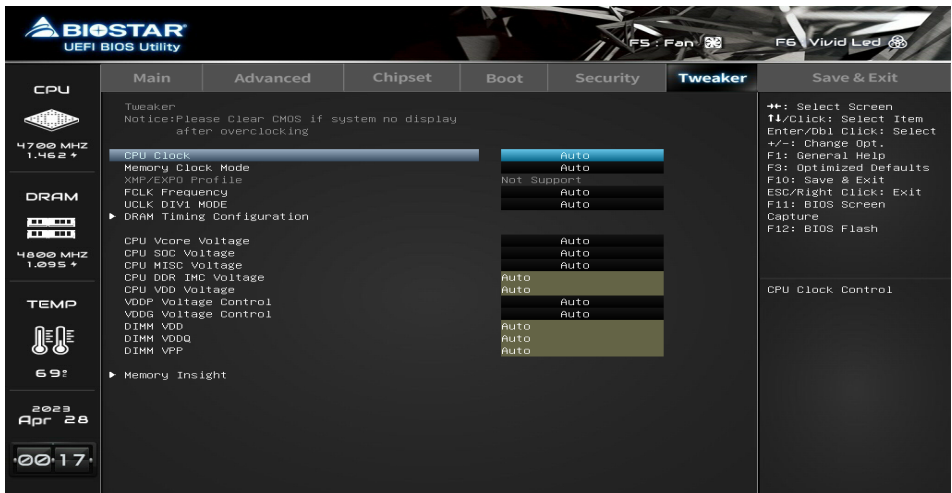 BIOSTAR®
UEFI BIOS Utility
F5 : Fan
F6 Vivid Led
Main Advanced Chipset Boot Security Tweaker Save & Exit
CPU
4700 MHZ
1.462
DRAM
4800 MHZ
1.095
TEMP
69°
2023
Apr 28
00:17
Tweaker
Notice:Please Clear CMOS if system no display
after overclocking
CPU Clock Auto
Memory Clock Mode Auto
XMP/EXPO Profile Not Support
FCLK Frequency Auto
UCLK DIV1 MODE Auto
DRAM Timing Configuration
CPU Vcore Voltage Auto
CPU SOC Voltage Auto
CPU MISC Voltage Auto
CPU DDR IMC Voltage Auto
CPU VDD Voltage Auto
VDDP Voltage Control Auto
VDDG Voltage Control Auto
DIMM VDD Auto
DIMM VDDQ Auto
DIMM VPP Auto
Memory Insight
→←: Select Screen
↑↓/Click: Select Item
Enter/Dbl Click: Select
+/-: Change Opt.
F1: General Help
F3: Optimized Defaults
F10: Save & Exit
ESC/Right Click: Exit
F11: BIOS Screen
Capture
F12: BIOS Flash
CPU Clock Control